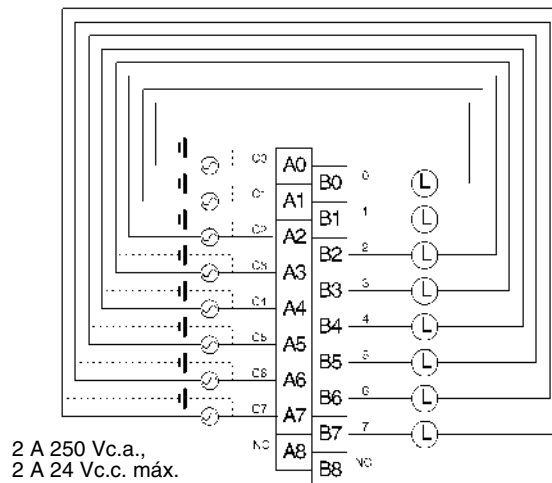 C0 A0
B0 0 L
C1 A1
B1 1 L
C2 A2
B2 2 L
C3 A3
B3 3 L
C4 A4
B4 4 L
C5 A5
B5 5 L
C6 A6
B6 6 L
C7 A7
B7 7 L
NC A8
B8 NC
2 A 250 Vc.a.,
2 A 24 Vc.c. máx.